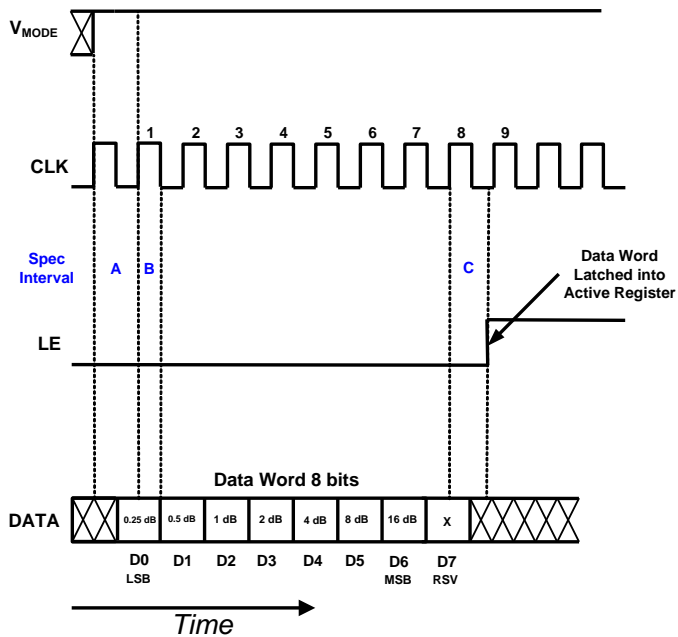 VMODE
1 2 3 4 5 6 7 8 9
CLK
Spec
Interval
A B C
Data Word
Latched into
Active Register
LE
Data Word 8 bits
DATA
0.25 dB 0.5 dB 1 dB 2 dB 4 dB 8 dB 16 dB X
D0 D1 D2 D3 D4 D5 D6 D7
LSB MSB RSV
Time